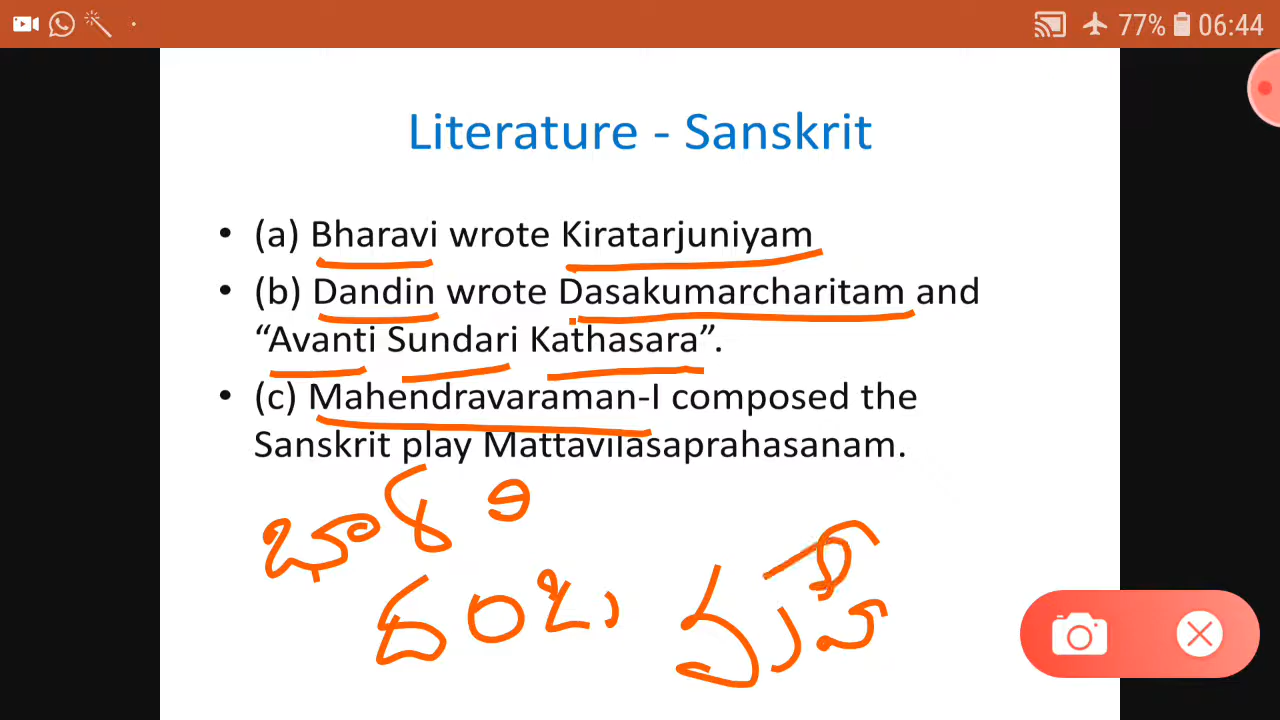 77% 06:44
Literature - Sanskrit
• (a) Bharavi wrote Kiratarjuniyam
• (b) Dandin wrote Dasakumarcharitam and
“Avanti Sundari Kathasara”.
• (c) Mahendravaraman-I composed the
Sanskrit play Mattavilasaprahasanam.